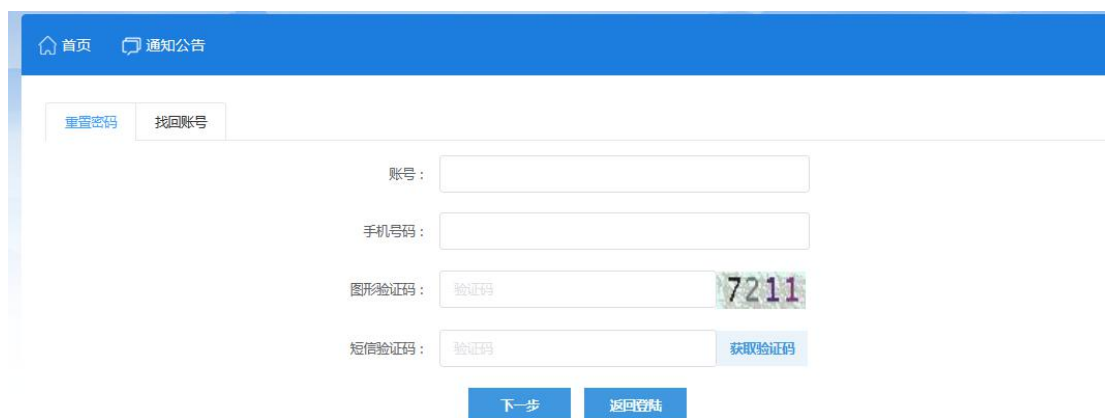 首页 通知公告
重置密码 找回账号
账号：
手机号码：
图形验证码： 验证码 7211
短信验证码： 验证码 获取验证码
下一步 返回登陆